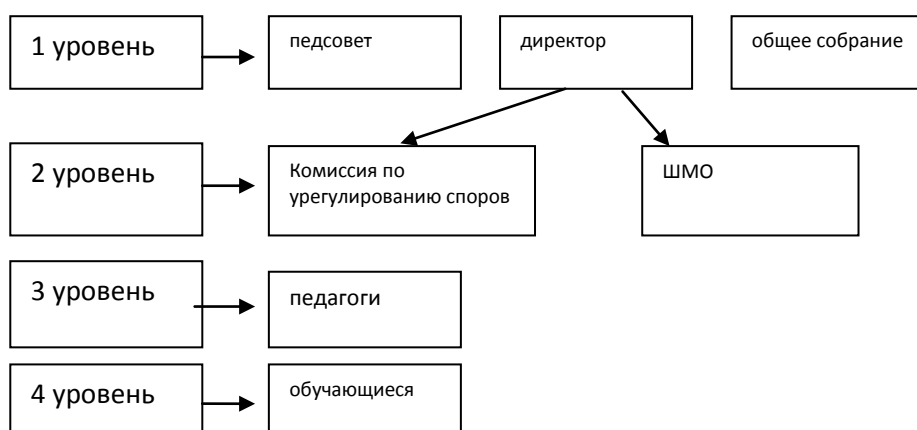 1 уровень
педсовет
директор
общее собрание
2 уровень
Комиссия по
урегулированию споров
ШМО
3 уровень
педагоги
4 уровень
обучающиеся